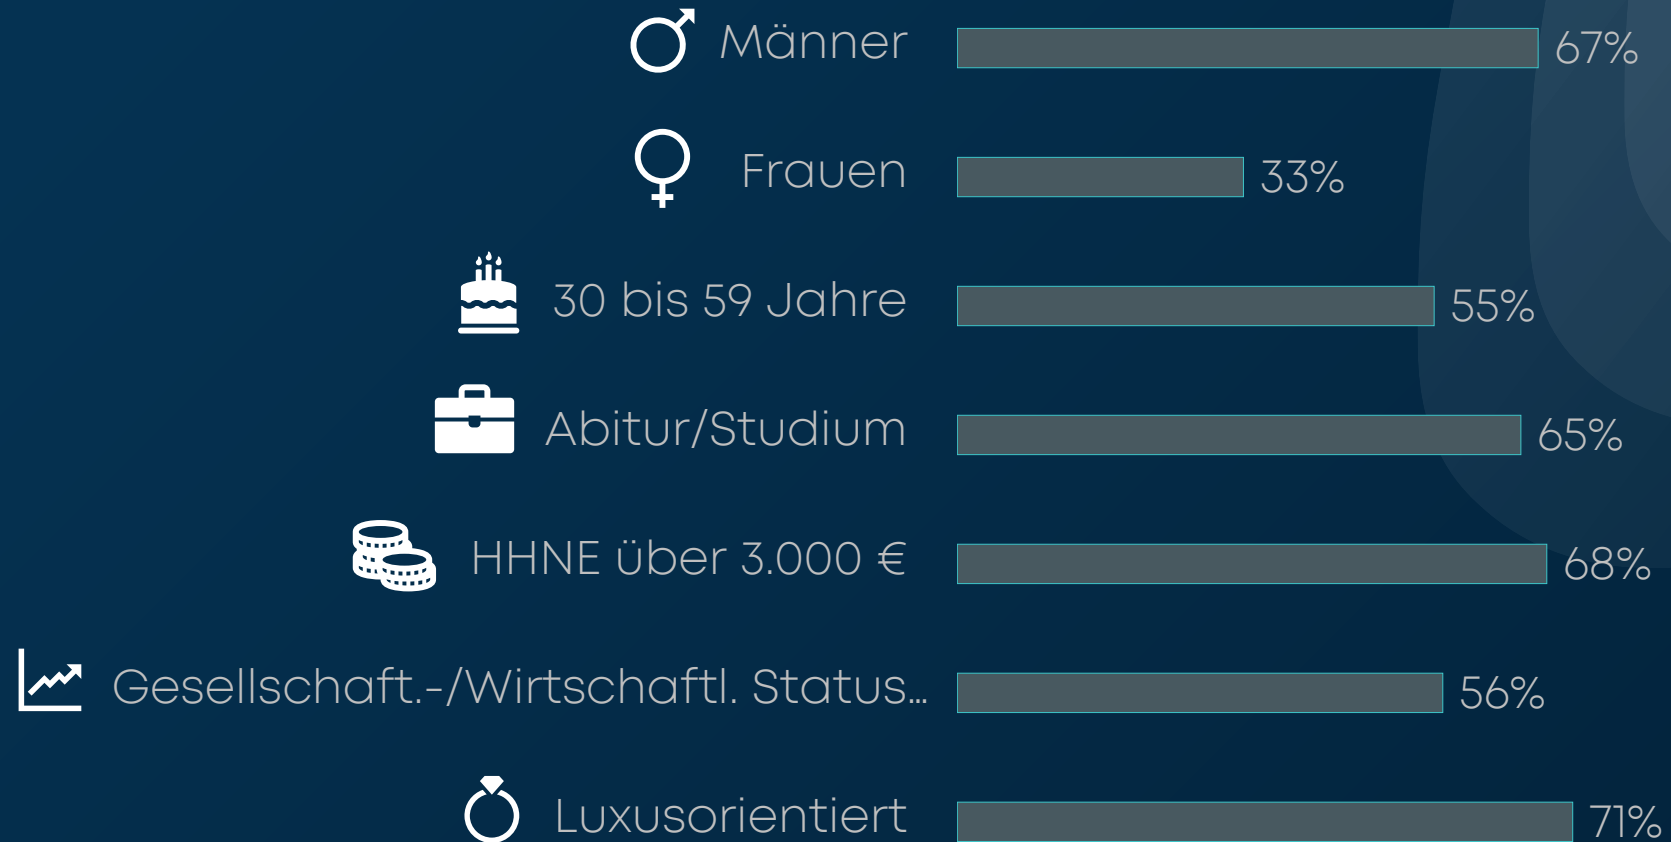 Männer 67%
Frauen 33%
30 bis 59 Jahre 55%
Abitur/Studium 65%
HHNE über 3.000 € 68%
Gesellschaft.-/Wirtschaftl. Status… 56%
Luxusorientiert 71%